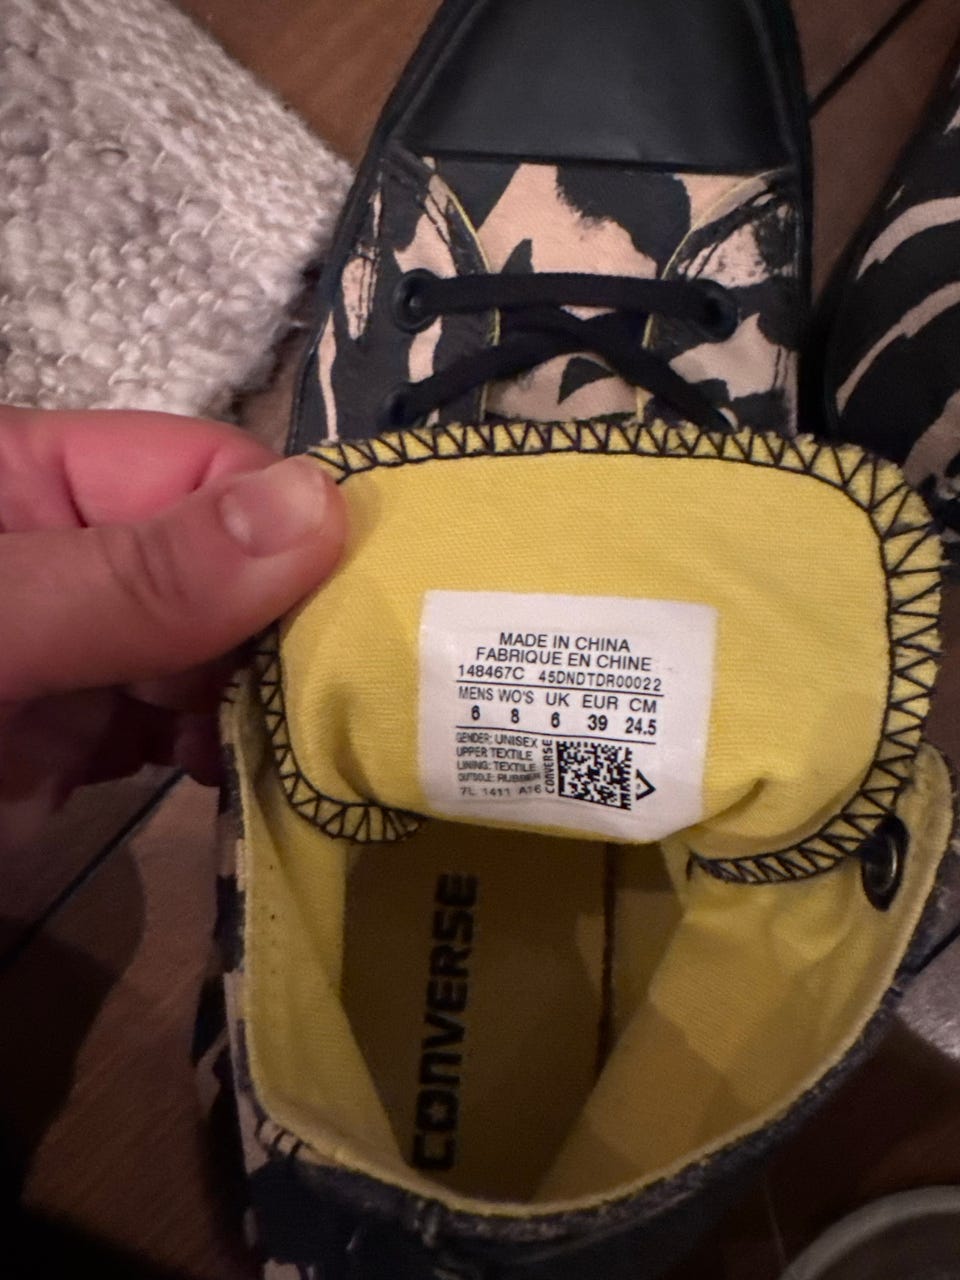 MADE IN CHINA
FABRIQUE EN CHINE
148467C 45DNDTDR00022
MENS WO'S UK EUR CM
6 8 6 39 24.5
GENDER: UNISEX
UPPER TEXTILE
LINING: TEXTILE
OUTSOLE: RUBBER
7L 1411 A16
CONVERSE
CONVERSE